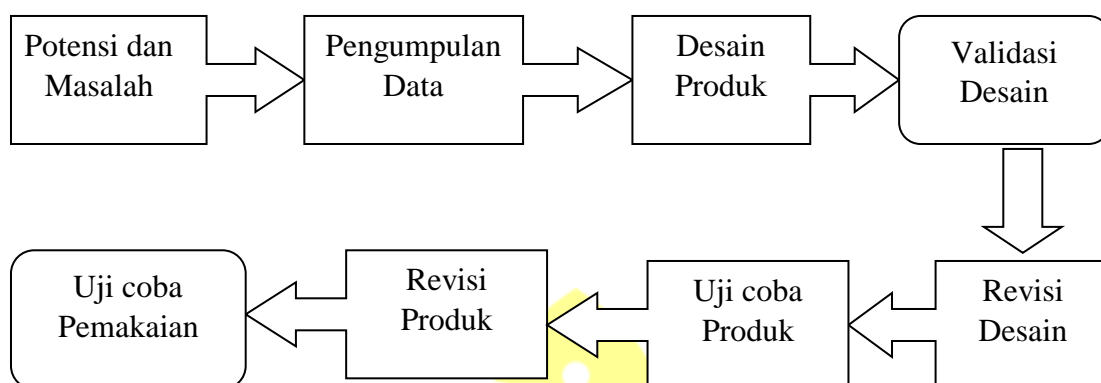 Potensi dan
Masalah
Pengumpulan
Data
Desain
Produk
Validasi
Desain
Revisi
Desain
Uji coba
Produk
Revisi
Produk
Uji coba
Pemakaian